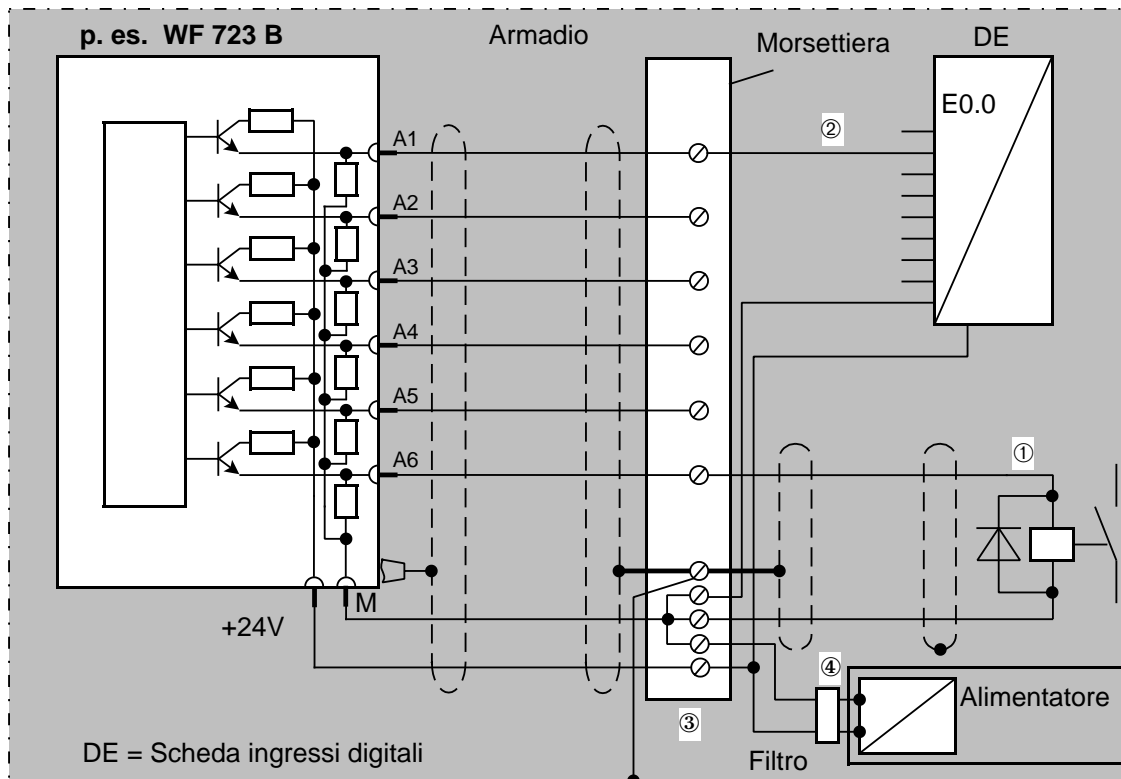 p. es. WF 723 B
Armadio
Morsettiera
DE
E0.0
②
A1
A2
A3
A4
A5
A6
①
M
+24V
④
Alimentatore
③
Filtro
DE = Scheda ingressi digitali